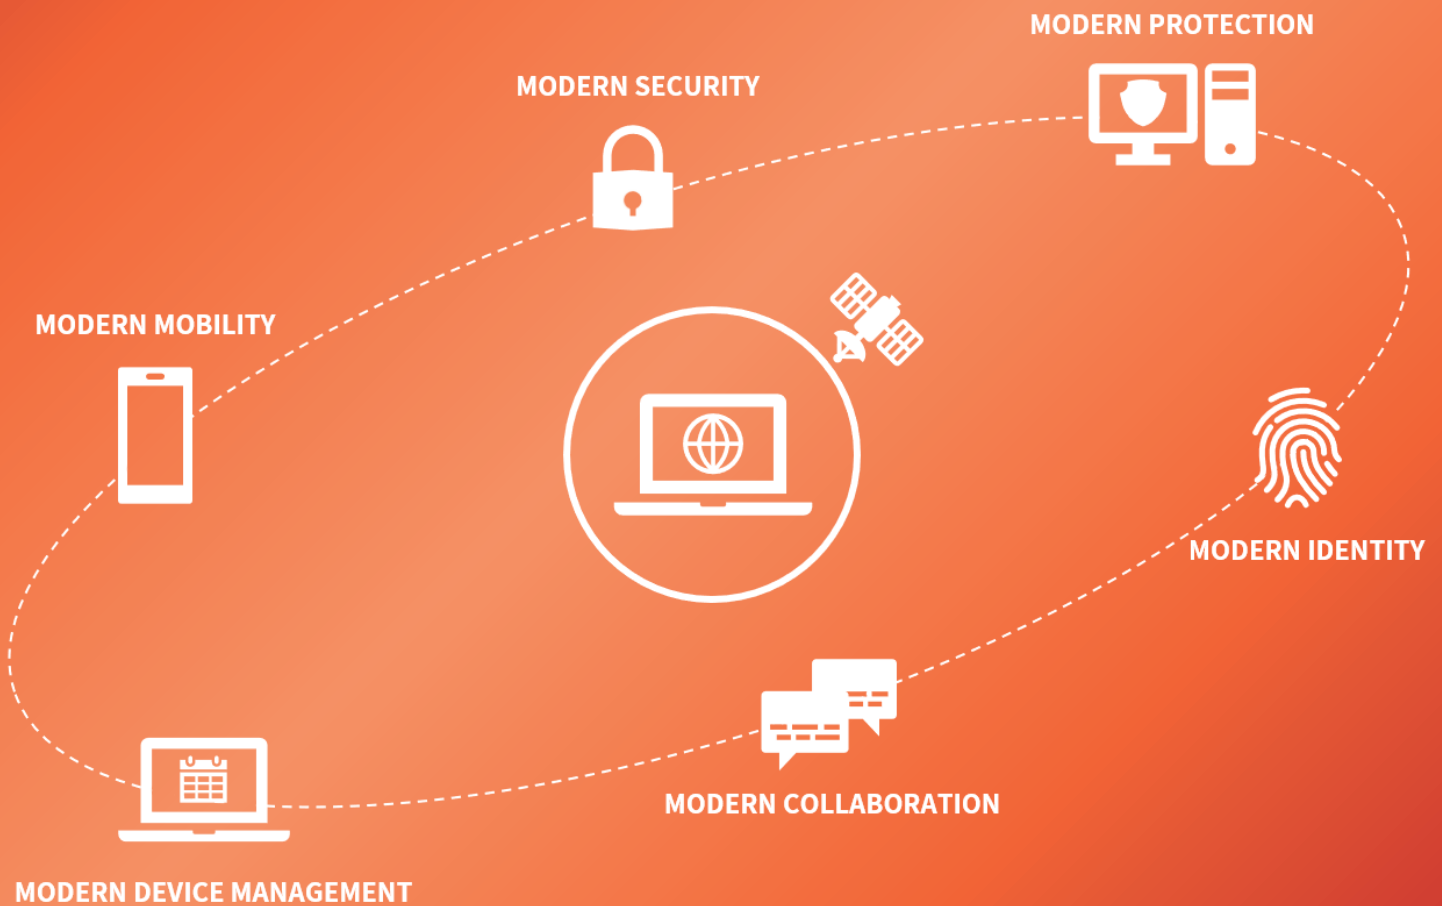 MODERN PROTECTION
MODERN SECURITY
MODERN MOBILITY
MODERN IDENTITY
MODERN COLLABORATION
MODERN DEVICE MANAGEMENT